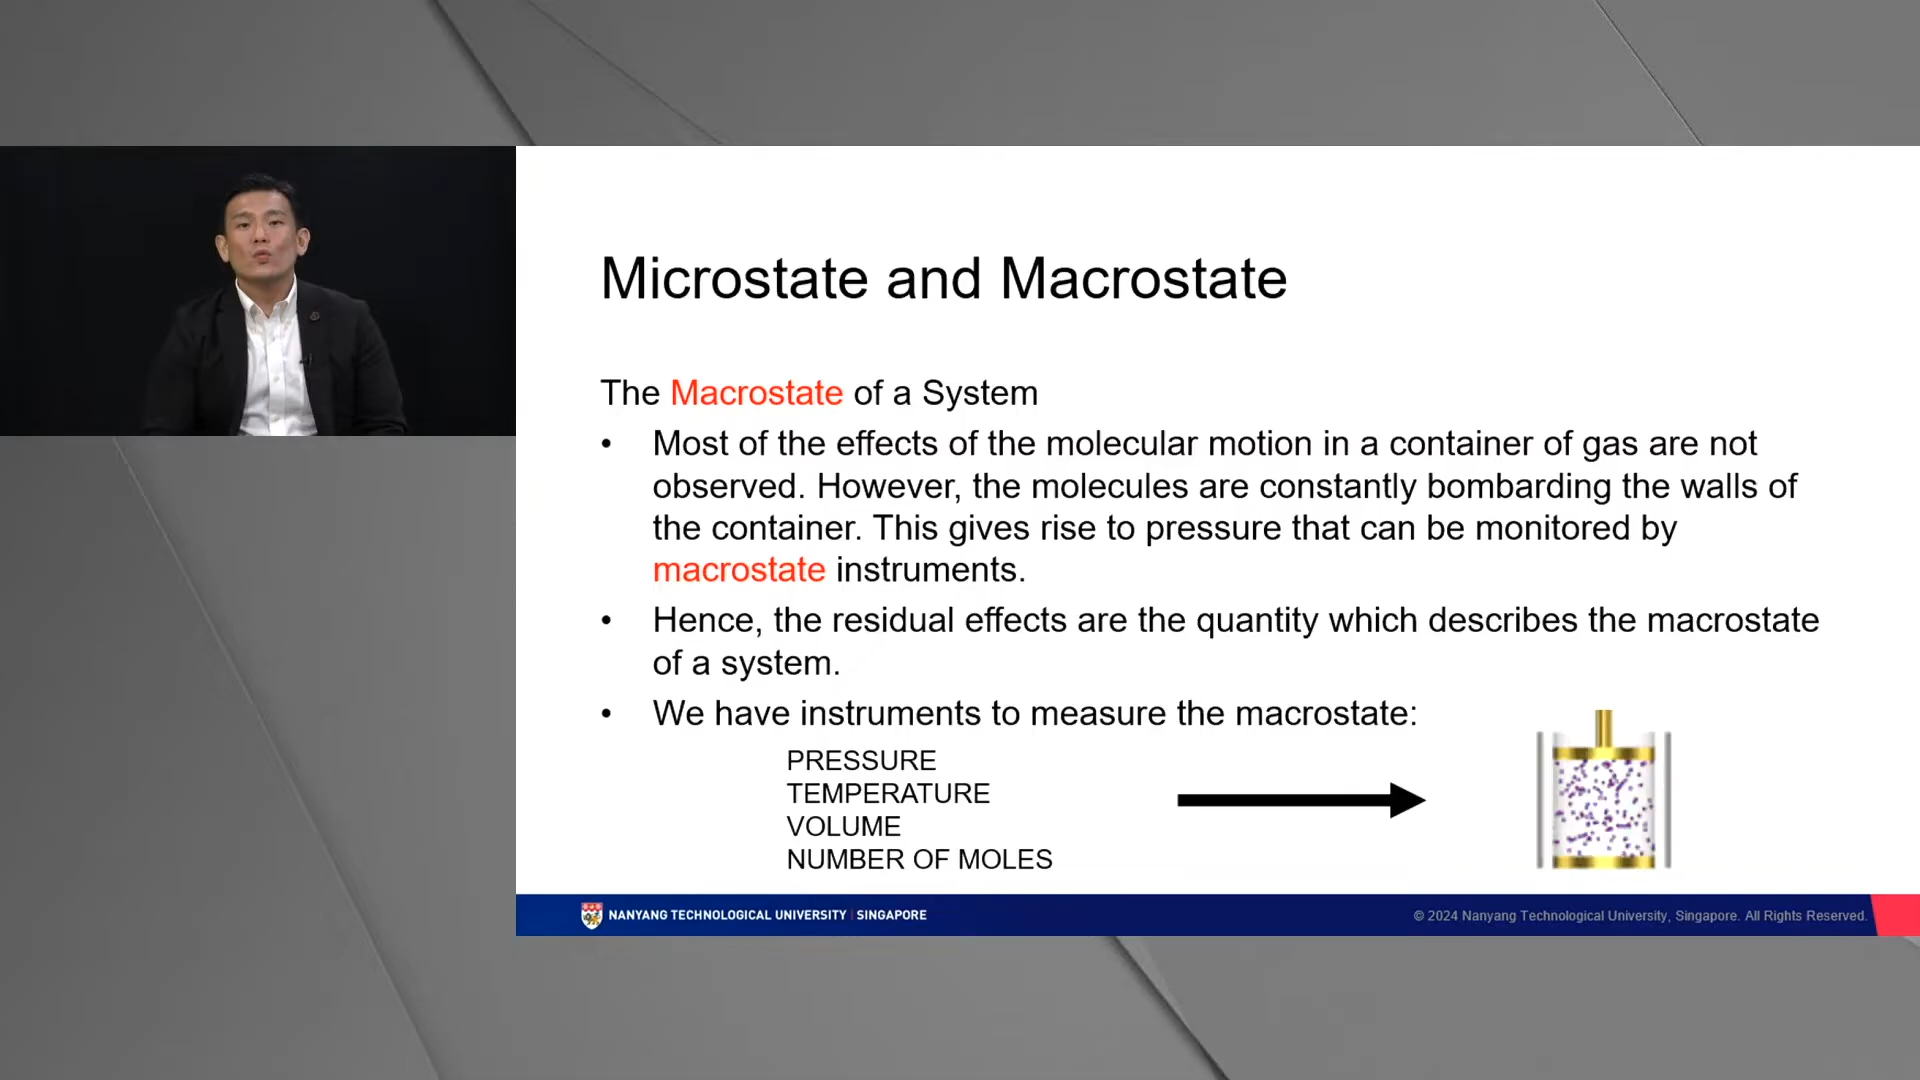 Microstate and Macrostate
The Macrostate of a System
• Most of the effects of the molecular motion in a container of gas are not
observed. However, the molecules are constantly bombarding the walls of
the container. This gives rise to pressure that can be monitored by
macrostate instruments.
• Hence, the residual effects are the quantity which describes the macrostate
of a system.
• We have instruments to measure the macrostate:
PRESSURE
TEMPERATURE
VOLUME
NUMBER OF MOLES
NANYANG TECHNOLOGICAL UNIVERSITY | SINGAPORE
© 2024 Nanyang Technological University, Singapore. All Rights Reserved.